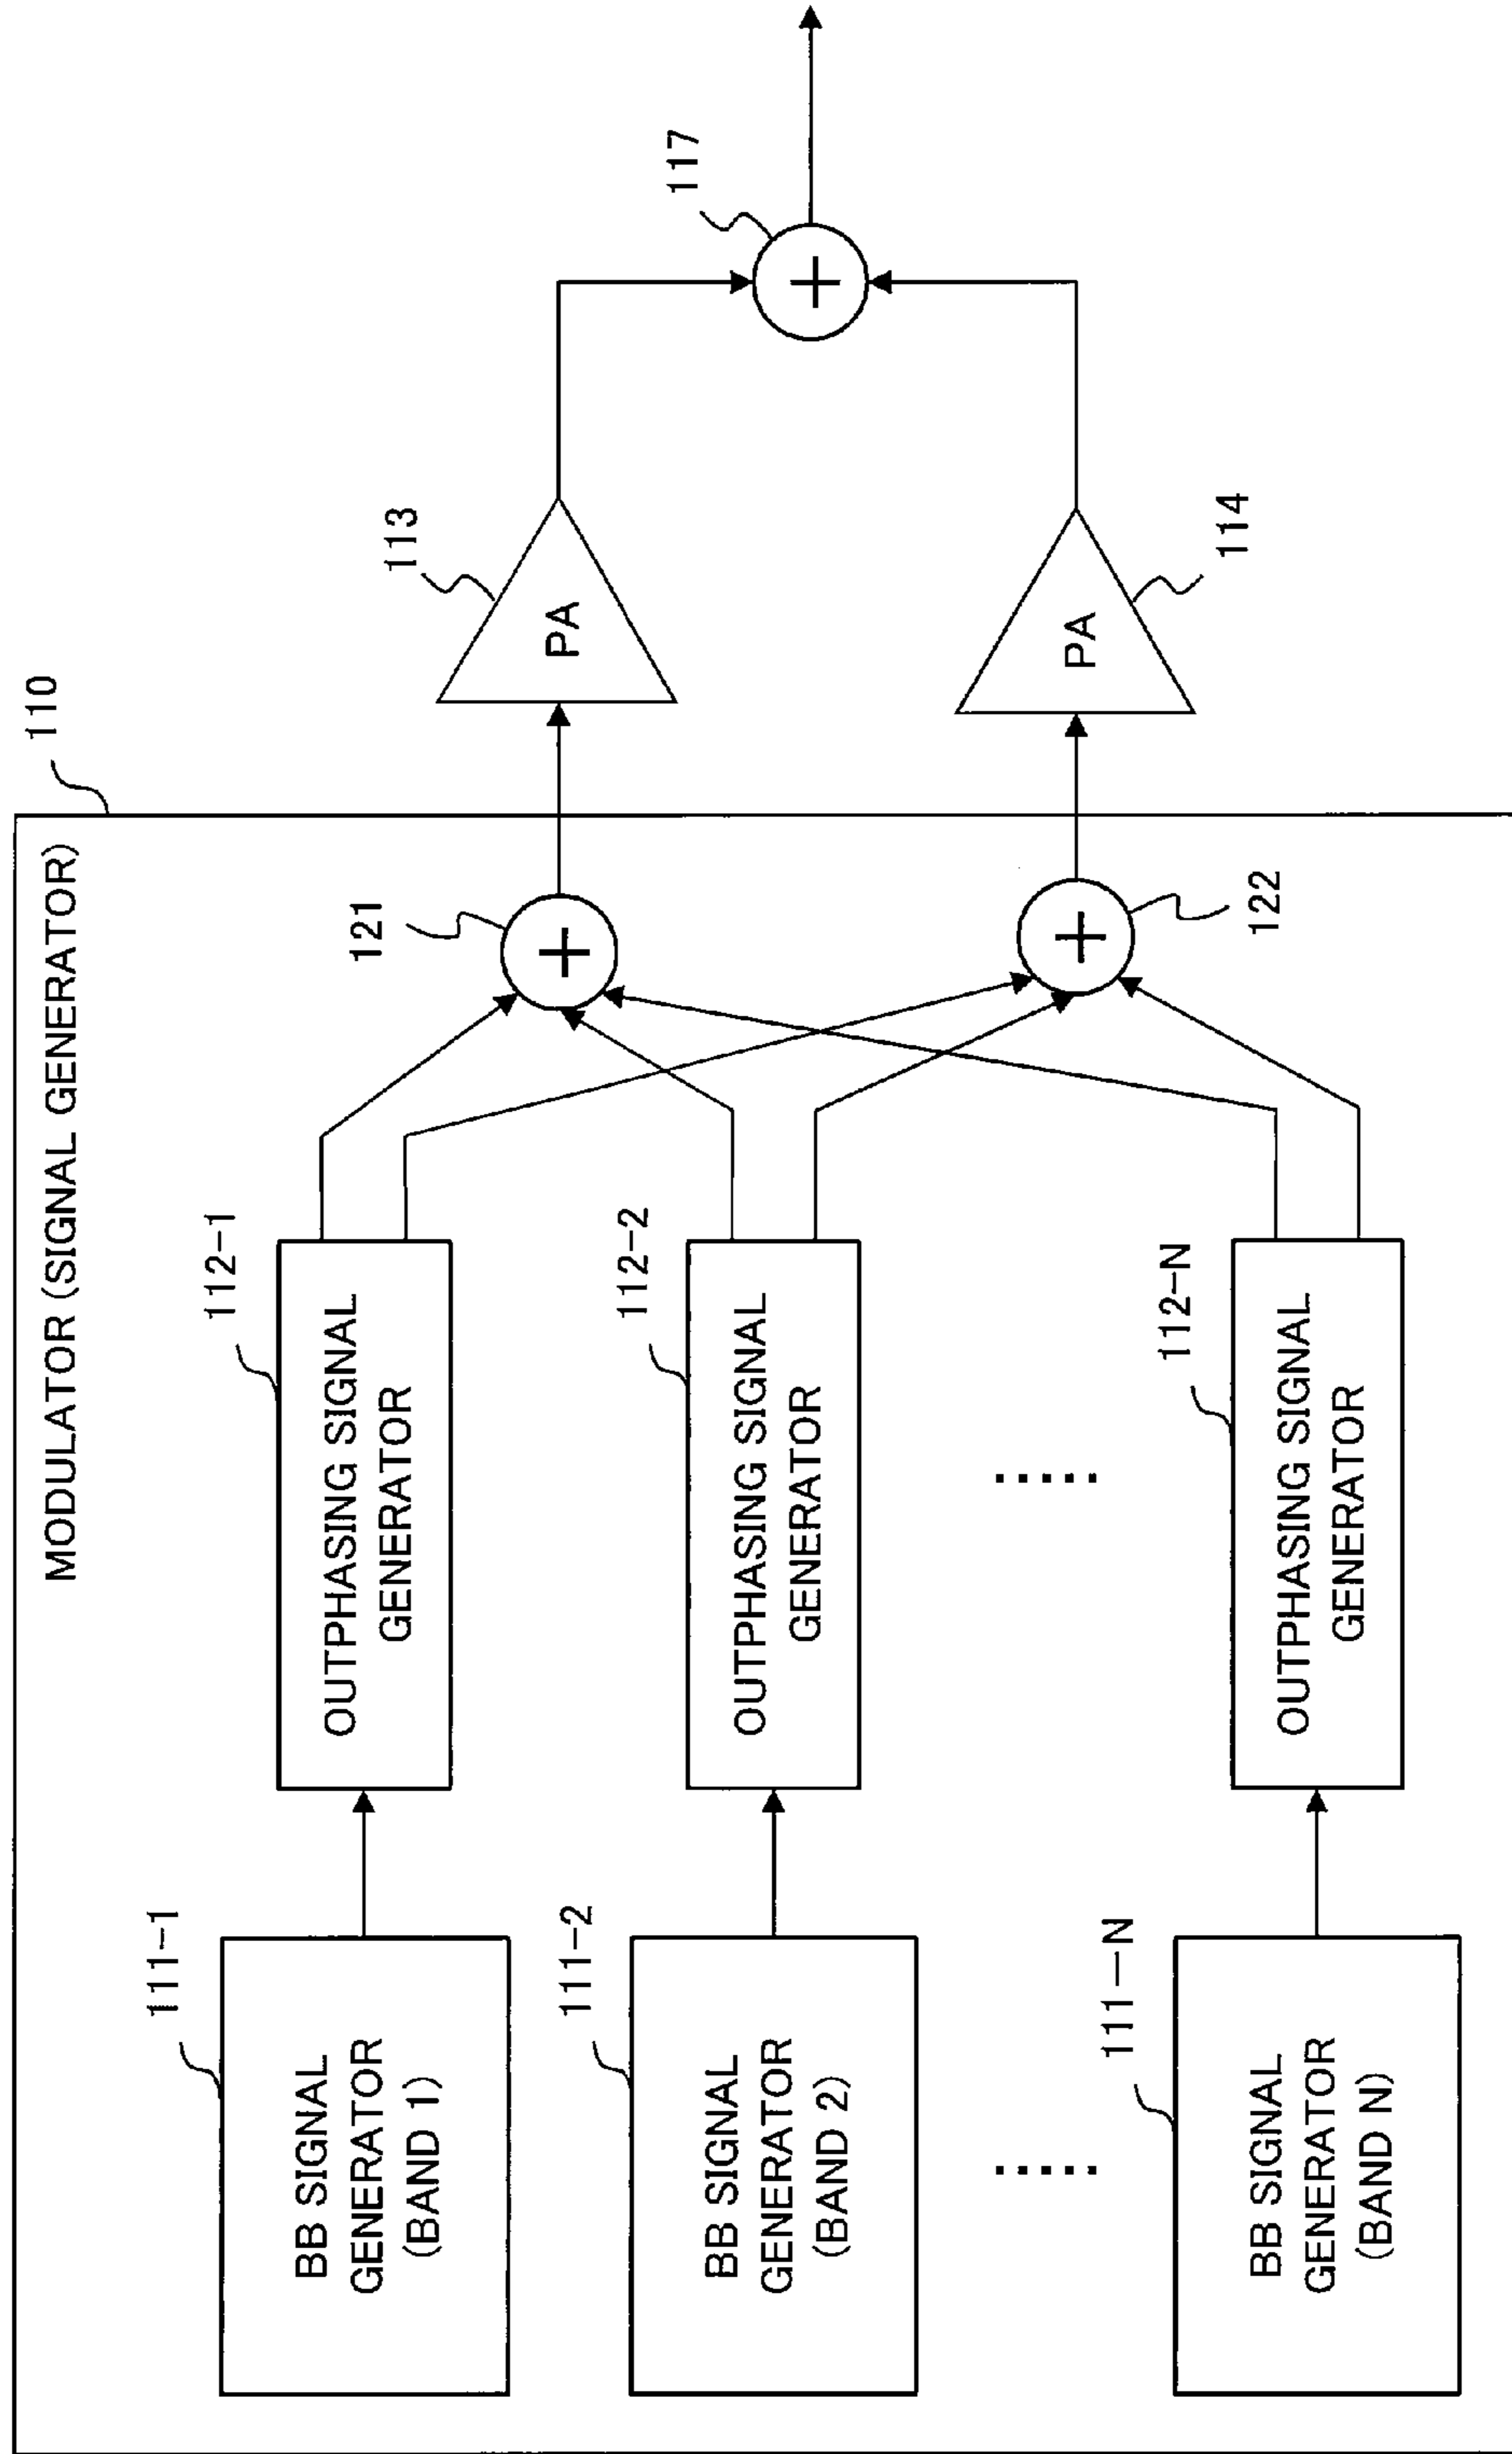 MODULATOR (SIGNAL GENERATOR)
110
111-1
BB SIGNAL
GENERATOR
(BAND 1)
112-1
OUTPHASING SIGNAL
GENERATOR
121
113
PA
117
+
+
111-2
BB SIGNAL
GENERATOR
(BAND 2)
112-2
OUTPHASING SIGNAL
GENERATOR
.....
.....
122
+
114
PA
111-N
BB SIGNAL
GENERATOR
(BAND N)
112-N
OUTPHASING SIGNAL
GENERATOR